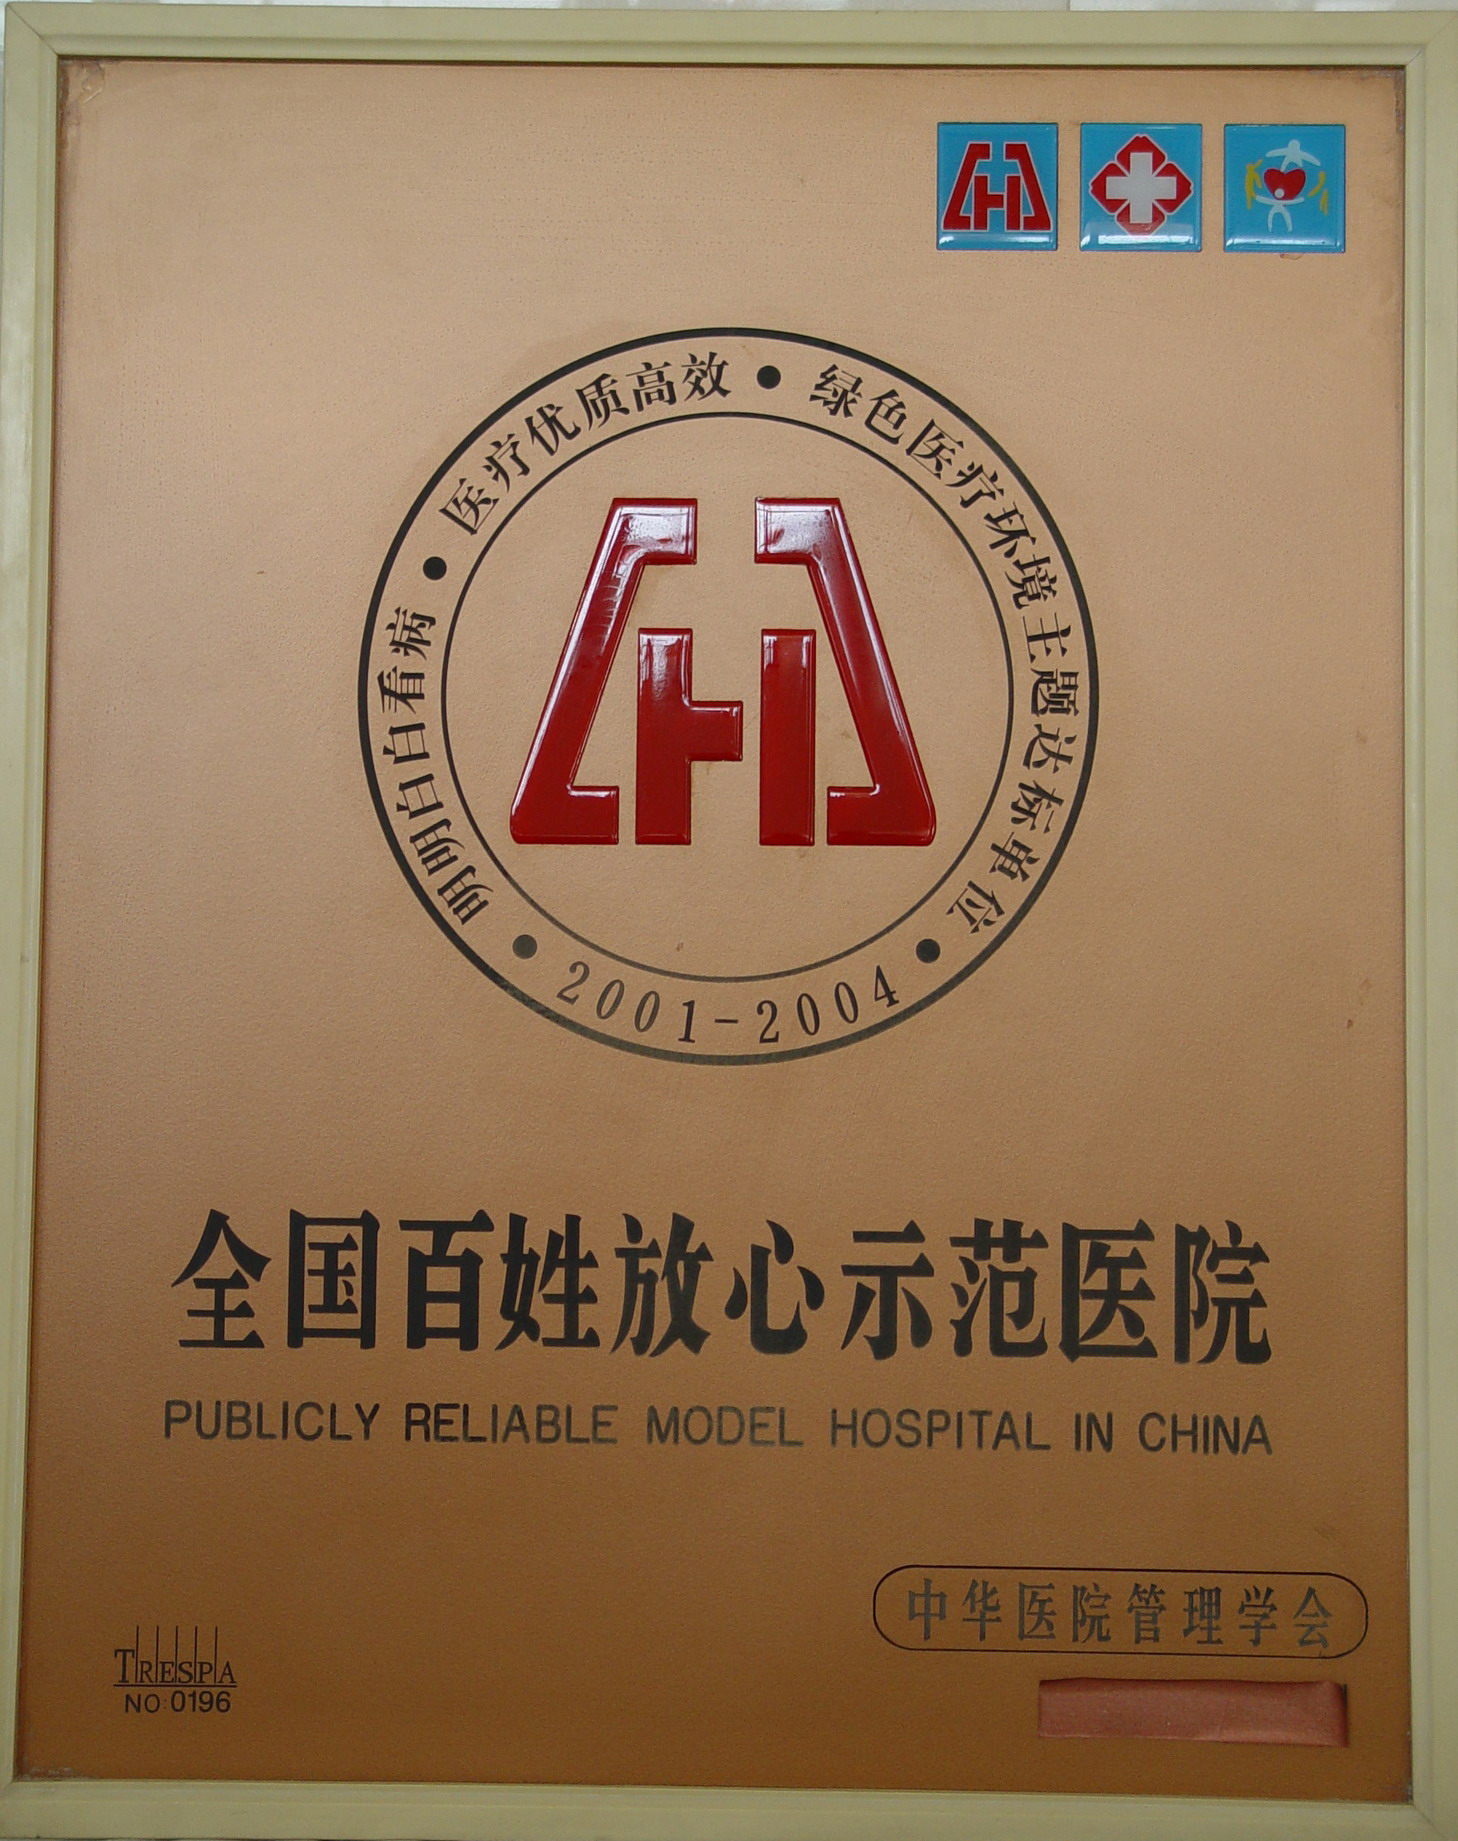 明明白白看病 • 医疗优质高效 • 绿色医疗环境主题达标单位 •
2001-2004
全国百姓放心示范医院
PUBLICLY RELIABLE MODEL HOSPITAL IN CHINA
中华医院管理学会
TRESPA
NO:0196